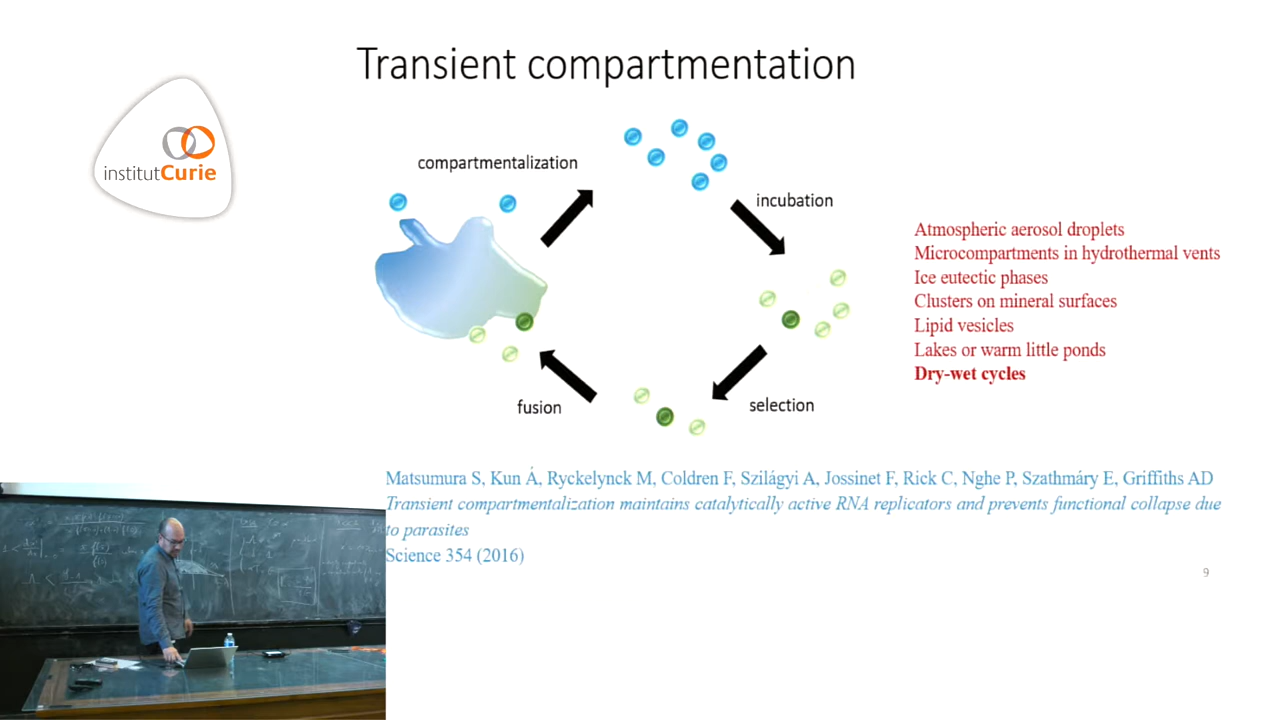 Transient compartmentation
institutCurie
compartmentalization
incubation
Atmospheric aerosol droplets
Microcompartments in hydrothermal vents
Ice eutectic phases
Clusters on mineral surfaces
Lipid vesicles
Lakes or warm little ponds
Dry-wet cycles
fusion
selection
Matsumura S, Kun Á, Ryckelynck M, Coldren F, Szilágyi A, Jossinet F, Rick C, Nghe P, Szathmáry E, Griffiths AD
Transient compartmentalization maintains catalytically active RNA replicators and prevents functional collapse due
to parasites
Science 354 (2016)
9